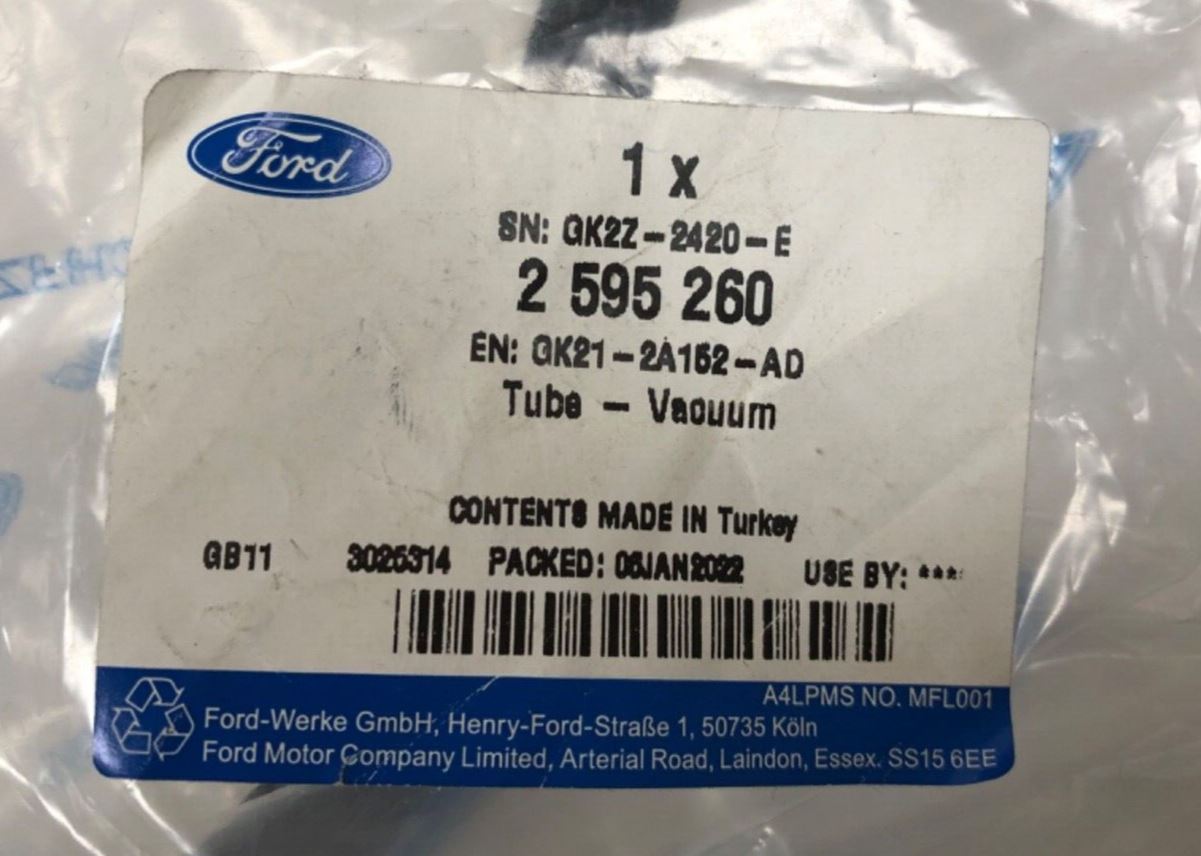 Ford
1 x
SN: GK2Z-2420-E
2 595 260
EN: GK21-2A152-AD
Tube - Vacuum
CONTENTS MADE IN Turkey
GB11 3025314 PACKED: 05JAN2022 USE BY: ***
A4LPMS NO. MFL001
Ford-Werke GmbH, Henry-Ford-Straße 1, 50735 Köln
Ford Motor Company Limited, Arterial Road, Laindon, Essex. SS15 6EE